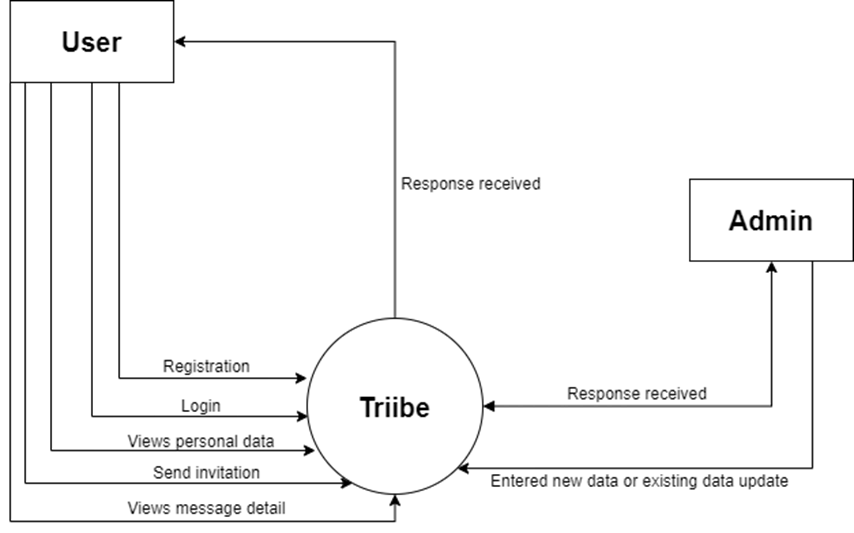 User
Response received
Admin
Registration
Triibe
Response received
Login
Views personal data
Send invitation
Entered new data or existing data update
Views message detail